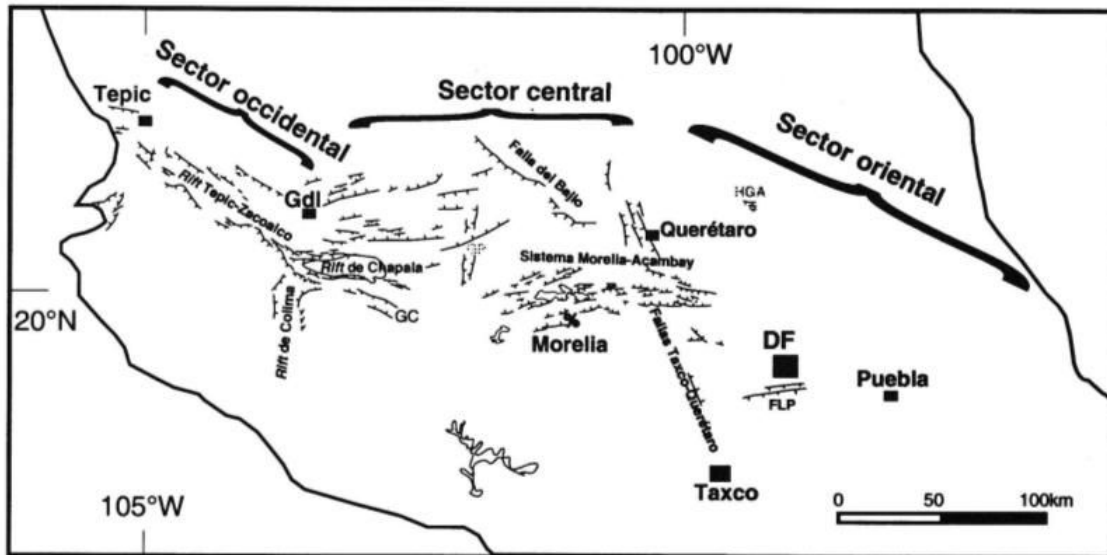 100°W
Sector occidental
Sector central
Sector oriental
Tepic
Falla del Bajío
HGA
Rift Tepic-Zacoalco
Gdl
Querétaro
Sistema Morelia-Acambay
Rift de Chapala
20°N
Rift de Colima
GC
Morelia
Fallas Taxco-Querétaro
DF
Puebla
FLP
Taxco
105°W
0 50 100km